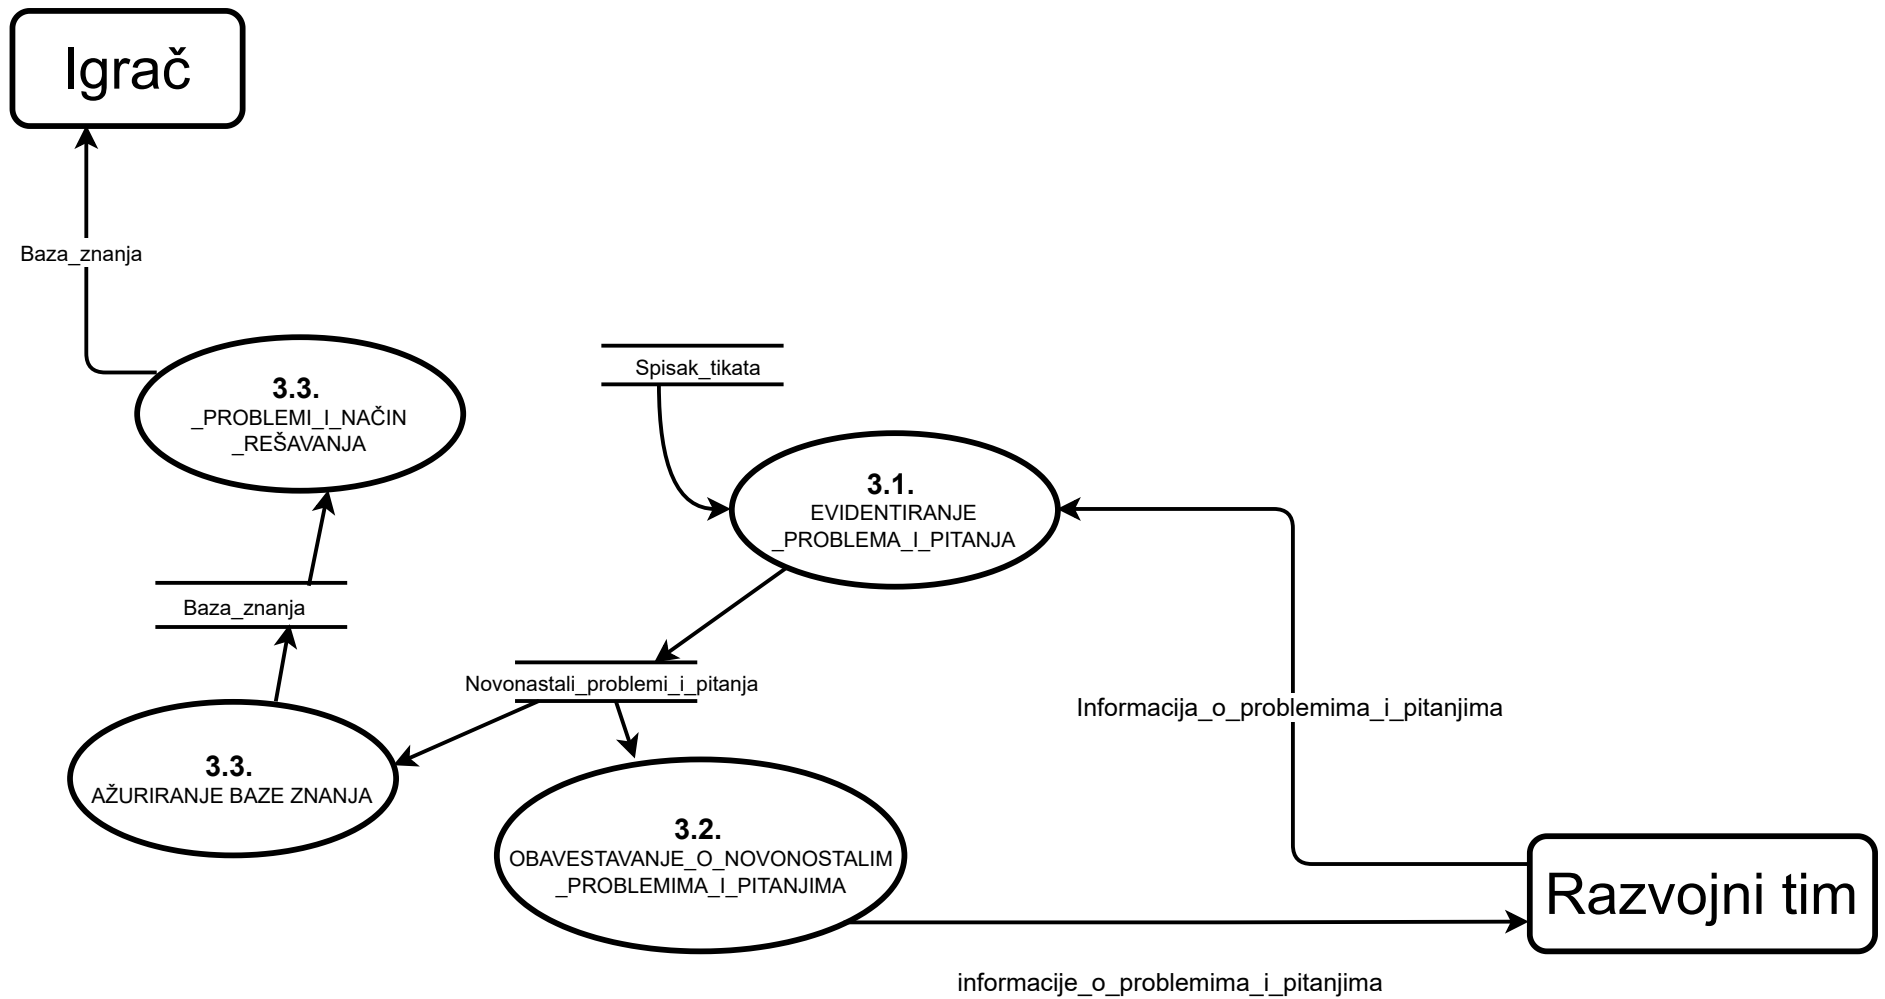 Igrač
Baza_znanja
3.3.
_PROBLEMI_I_NAČIN
_REŠAVANJA
Spisak_tikata
3.1.
EVIDENTIRANJE
_PROBLEMA_I_PITANJA
Baza_znanja
Novonastali_problemi_i_pitanja
Informacija_o_problemima_i_pitanjima
3.3.
AŽURIRANJE BAZE ZNANJA
3.2.
OBAVESTAVANJE_O_NOVONOSTALIM
_PROBLEMIMA_I_PITANJIMA
Razvojni tim
informacije_o_problemima_i_pitanjima